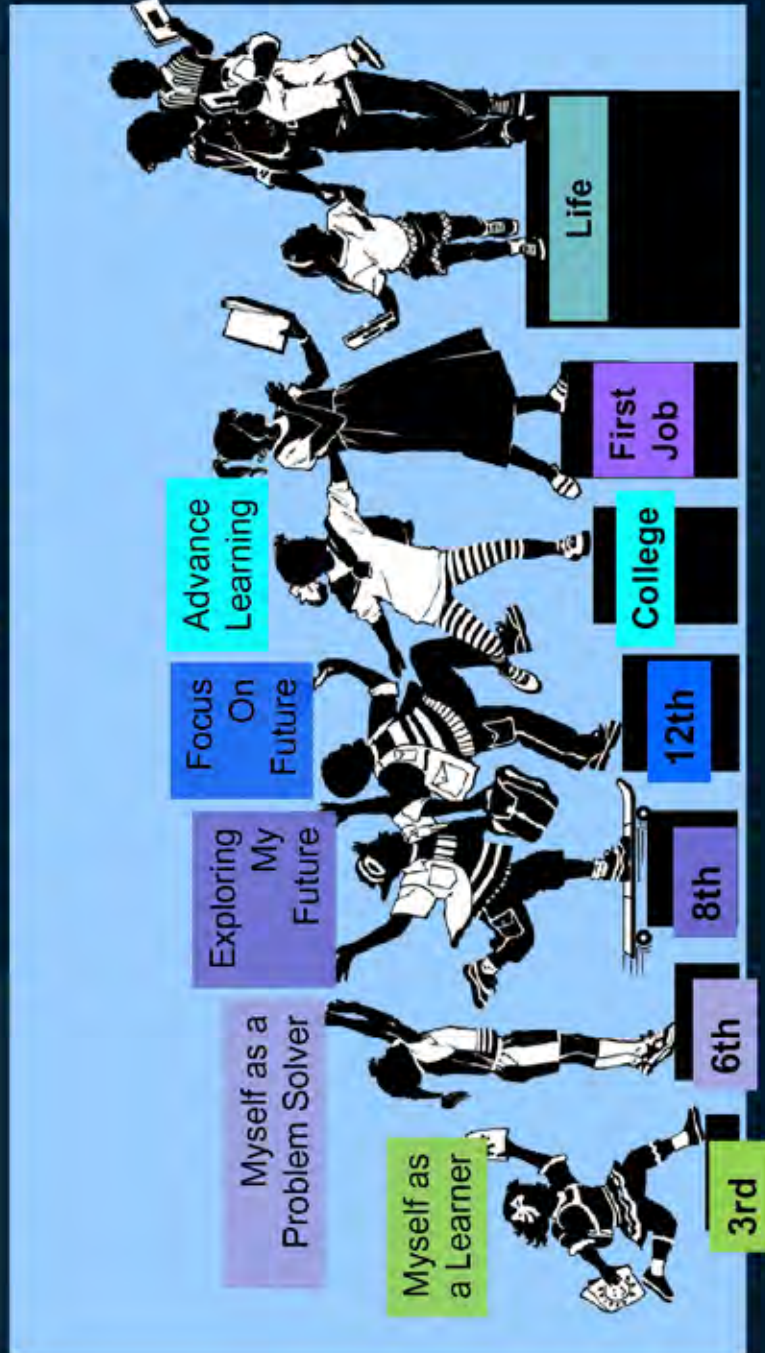 Myself as
a Learner
3rd
Myself as a
Problem Solver
6th
Exploring
My
Future
8th
Focus
On
Future
12th
Advance
Learning
College
First
Job
Life